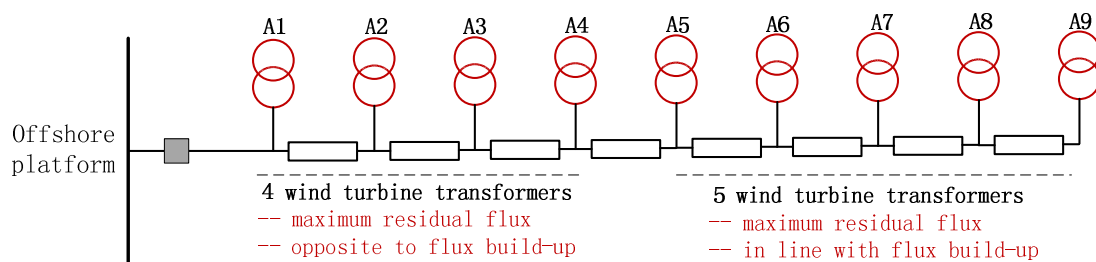 A1 A2 A3 A4 A5 A6 A7 A8 A9
Offshore
platform
4 wind turbine transformers
-- maximum residual flux
-- opposite to flux build-up
5 wind turbine transformers
-- maximum residual flux
-- in line with flux build-up